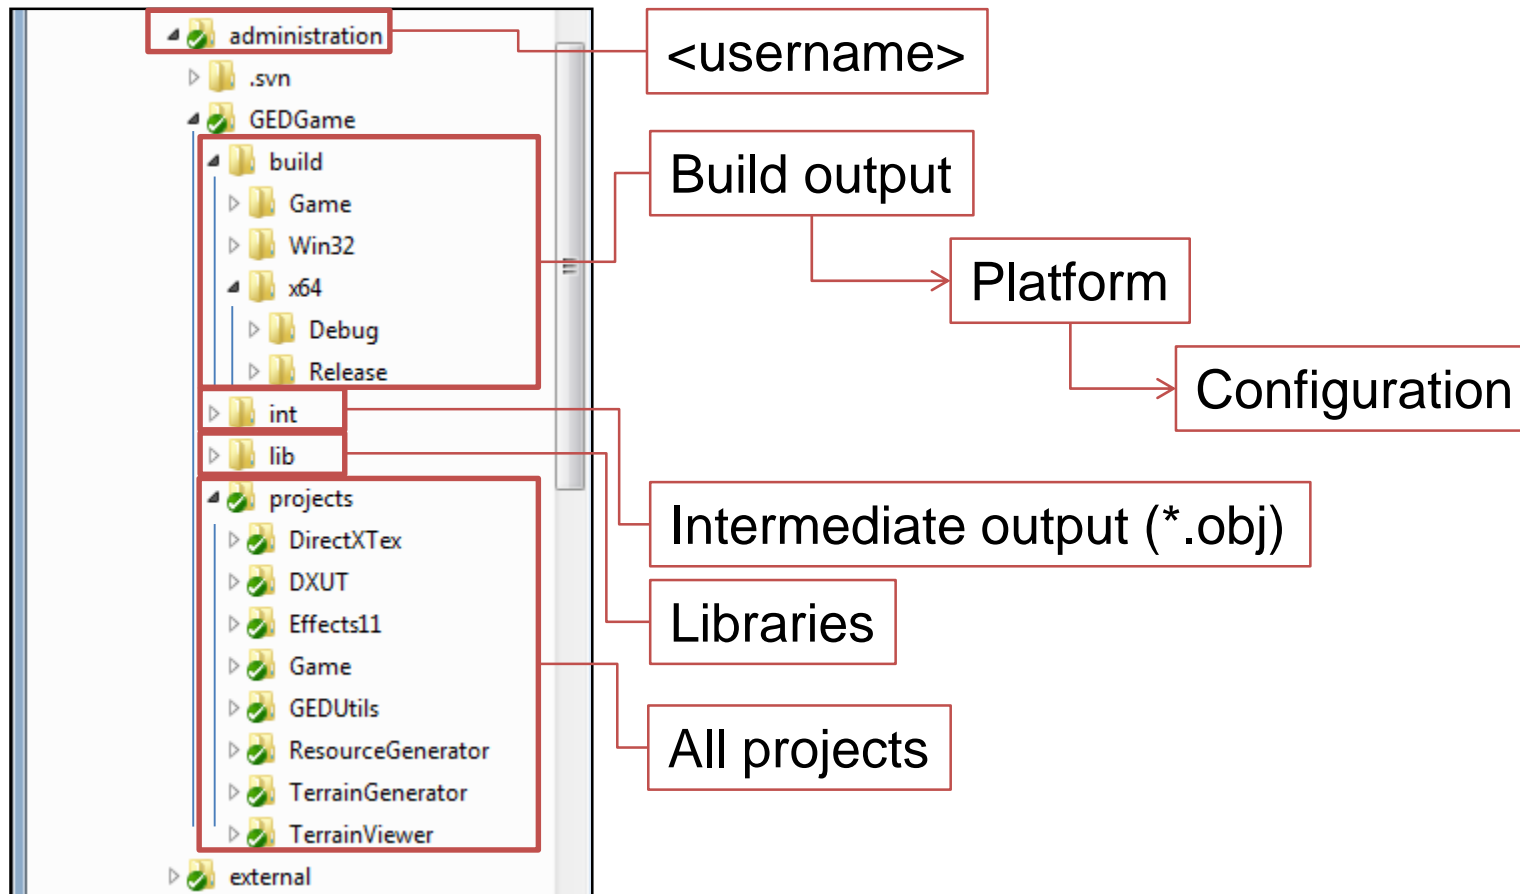 administration
.svn
GEDGame
build
Game
Win32
x64
Debug
Release
int
lib
projects
DirectXTex
DXUT
Effects11
Game
GEDUtils
ResourceGenerator
TerrainGenerator
TerrainViewer
external
<username>
Build output
Platform
Configuration
Intermediate output (*.obj)
Libraries
All projects